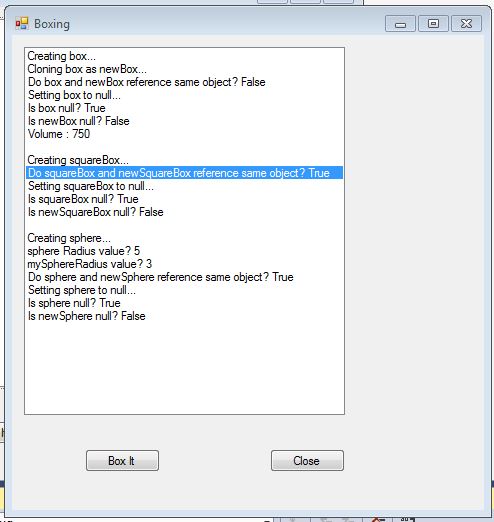 Boxing
Creating box...
Cloning box as newBox...
Do box and newBox reference same object? False
Setting box to null...
Is box null? True
Is newBox null? False
Volume : 750
Creating squareBox...
Do squareBox and newSquareBox reference same object? True
Setting squareBox to null...
Is squareBox null? True
Is newSquareBox null? False
Creating sphere...
sphere Radius value? 5
mySphereRadius value? 3
Do sphere and newSphere reference same object? True
Setting sphere to null...
Is sphere null? True
Is newSphere null? False
Box It
Close